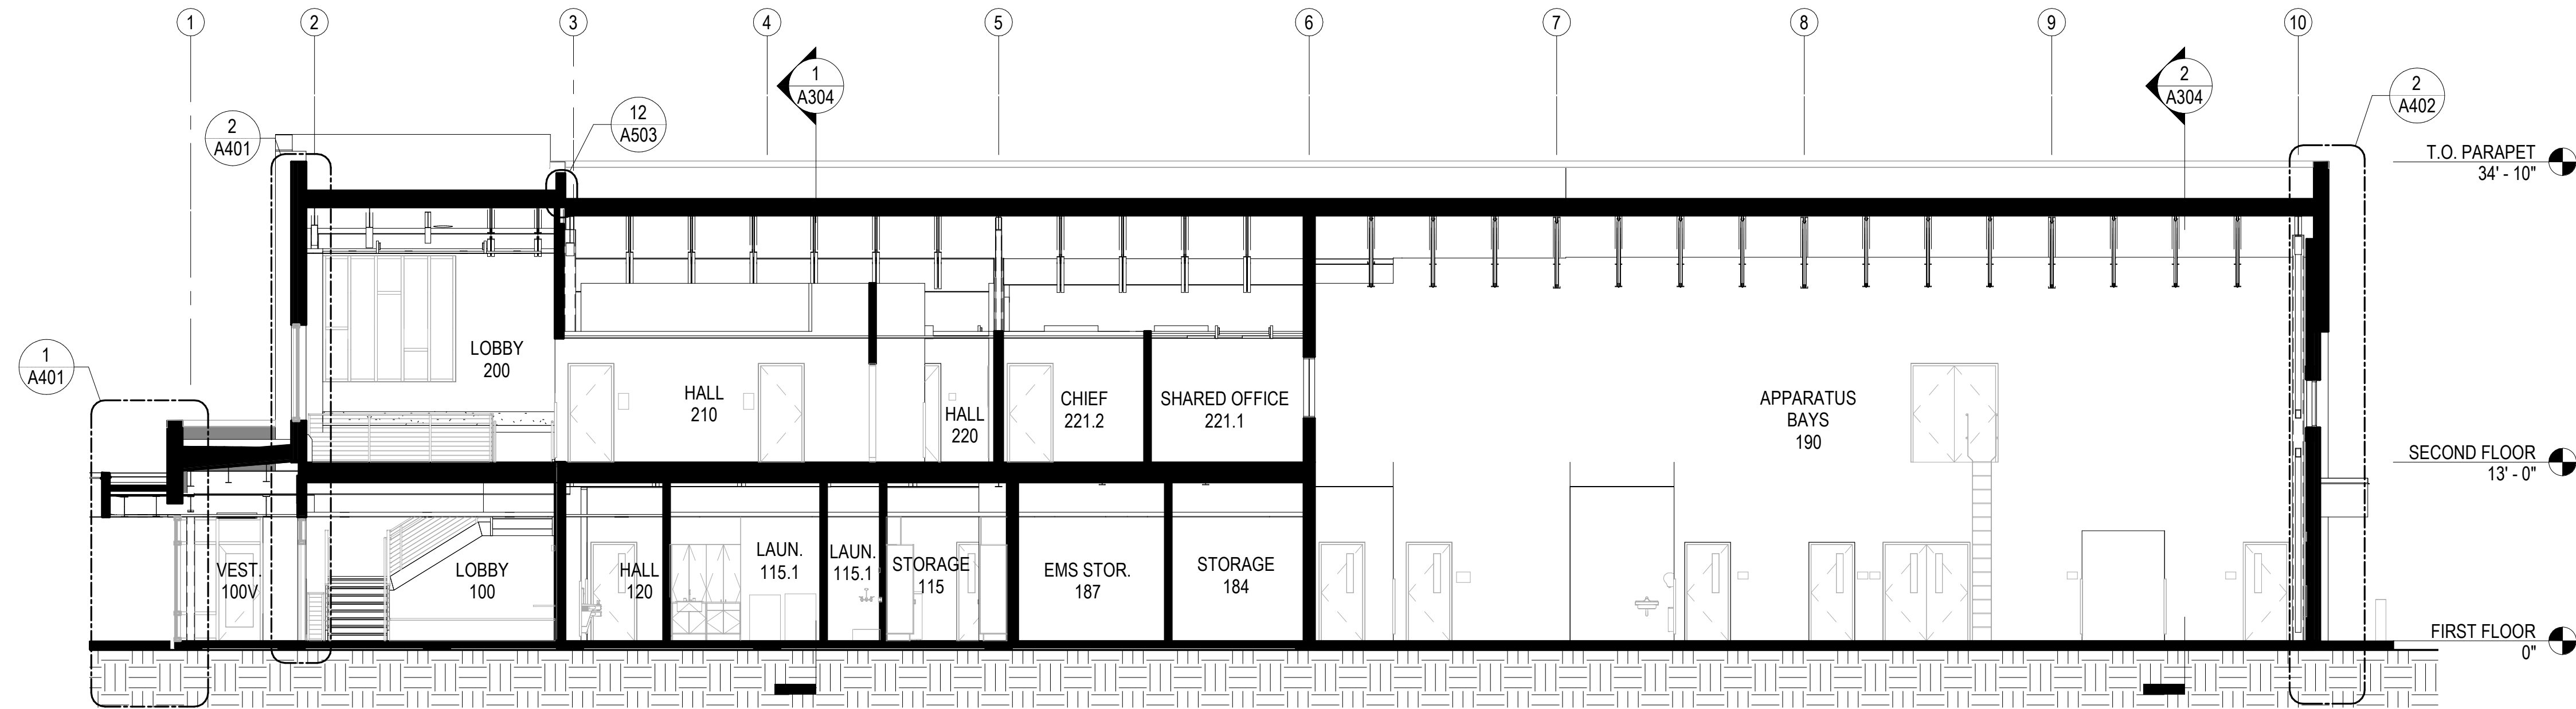 1
2
3
4
5
6
7
8
9
10
1
A304
2
A304
2
A402
12
A503
2
A401
T.O. PARAPET
34' - 10"
LOBBY
200
1
A401
HALL
210
HALL
220
CHIEF
221.2
SHARED OFFICE
221.1
APPARATUS
BAYS
190
SECOND FLOOR
13' - 0"
VEST.
100V
LOBBY
100
HALL
120
LAUN.
115.1
LAUN.
115.1
STORAGE
115
EMS STOR.
187
STORAGE
184
FIRST FLOOR
0"